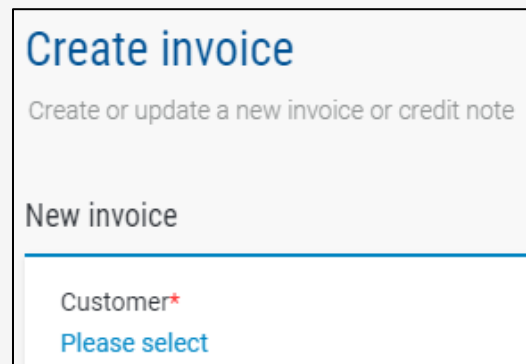 Create invoice
Create or update a new invoice or credit note
New invoice
Customer*
Please select